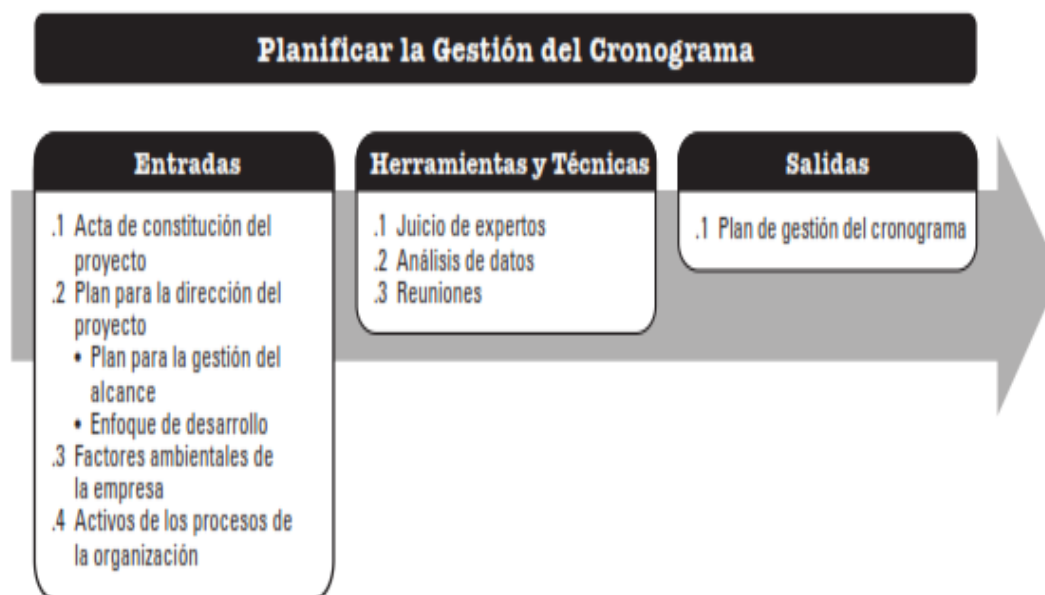 Planificar la Gestión del Cronograma
Entradas
.1 Acta de constitución del
proyecto
.2 Plan para la dirección del
proyecto
• Plan para la gestión del
alcance
• Enfoque de desarrollo
.3 Factores ambientales de
la empresa
.4 Activos de los procesos de
la organización
Herramientas y Técnicas
.1 Juicio de expertos
.2 Análisis de datos
.3 Reuniones
Salidas
.1 Plan de gestión del cronograma